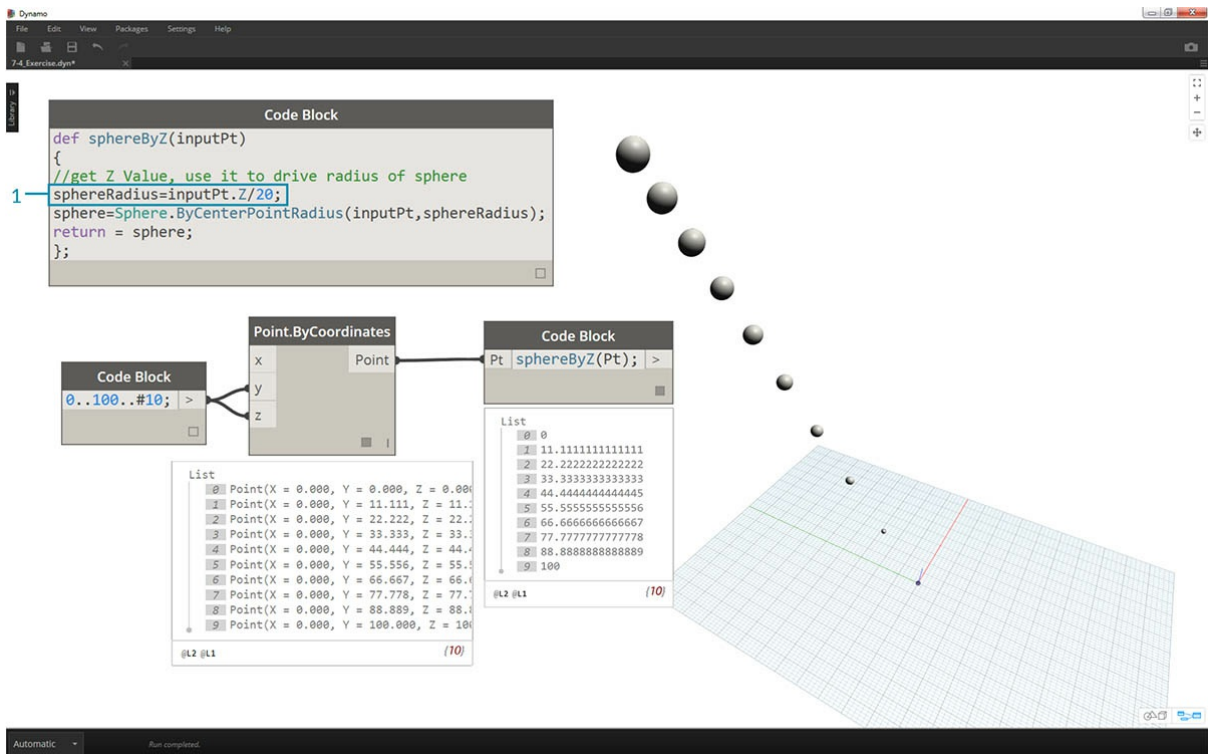 Dynamo
File Edit View Packages Settings Help
7-4_Exercise.dyn* ×
Library
Code Block
def sphereByZ(inputPt)
{
//get Z Value, use it to drive radius of sphere
1
sphereRadius=inputPt.Z/20;
sphere=Sphere.ByCenterPointRadius(inputPt,sphereRadius);
return = sphere;
};
Point.ByCoordinates
x Point
y
z
Code Block
0..100..#10; >
Code Block
Pt sphereByZ(Pt); >
List
0 Point(X = 0.000, Y = 0.000, Z = 0.000
1 Point(X = 0.000, Y = 11.111, Z = 11.
2 Point(X = 0.000, Y = 22.222, Z = 22.
3 Point(X = 0.000, Y = 33.333, Z = 33.
4 Point(X = 0.000, Y = 44.444, Z = 44.
5 Point(X = 0.000, Y = 55.556, Z = 55.
6 Point(X = 0.000, Y = 66.667, Z = 66.
7 Point(X = 0.000, Y = 77.778, Z = 77.
8 Point(X = 0.000, Y = 88.889, Z = 88.
9 Point(X = 0.000, Y = 100.000, Z = 10
@L2 @L1 (10)
List
0 0
1 11.1111111111111
2 22.2222222222222
3 33.3333333333333
4 44.4444444444445
5 55.5555555555556
6 66.6666666666667
7 77.7777777777778
8 88.8888888888889
9 100
@L2 @L1 (10)
Automatic Run completed.